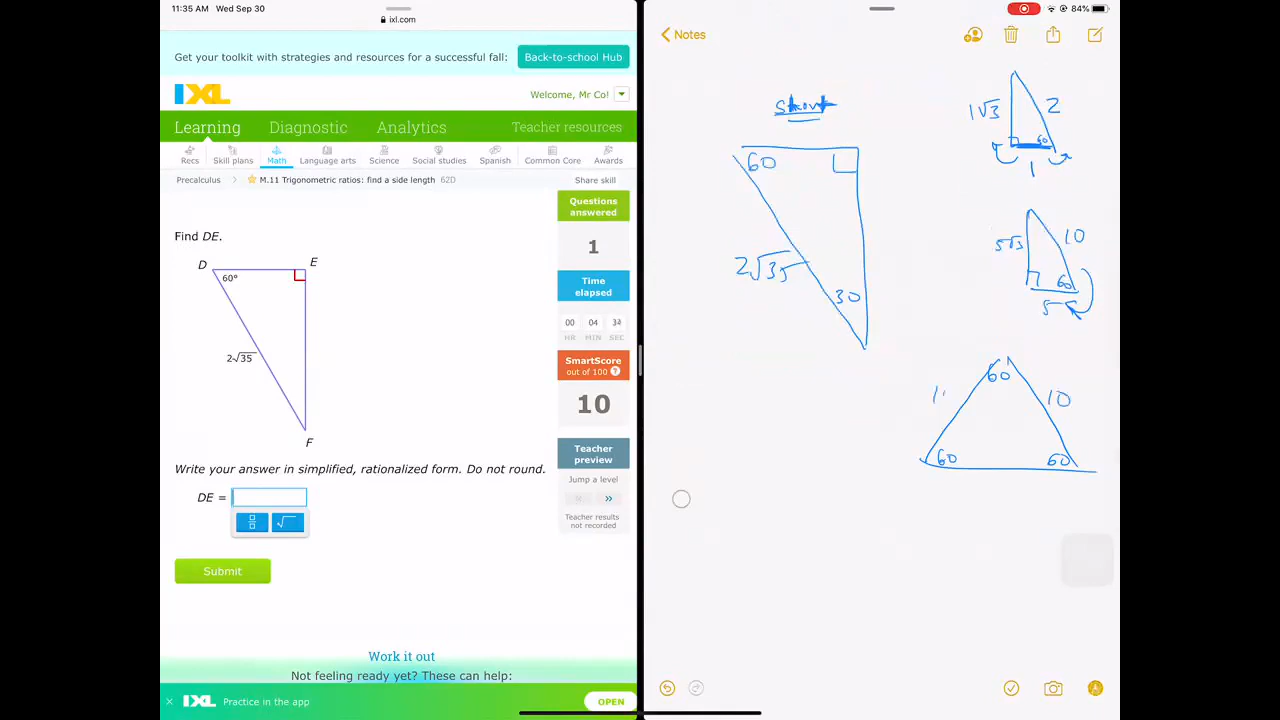 11:35 AM Wed Sep 30
ixl.com
84%
Get your toolkit with strategies and resources for a successful fall:
Back-to-school Hub
IXL
Welcome, Mr Co!
Learning
Diagnostic
Analytics
Teacher resources
Recs
Skill plans
Math
Language arts
Science
Social studies
Spanish
Common Core
Awards
Precalculus
M.11 Trigonometric ratios: find a side length 62D
Share skill
Find DE.
D
E
60°
2√35
F
Write your answer in simplified, rationalized form. Do not round.
DE =
√
Submit
Questions answered
1
Time elapsed
00 04
HR MIN SEC
SmartScore
out of 100 ?
10
Teacher preview
Jump a level
Teacher results not recorded
Work it out
Not feeling ready yet? These can help:
IXL Practice in the app
OPEN
Notes
Short
60
2√35
30
1√3
2
60
1
5√3
10
60
5
60
10
60
60